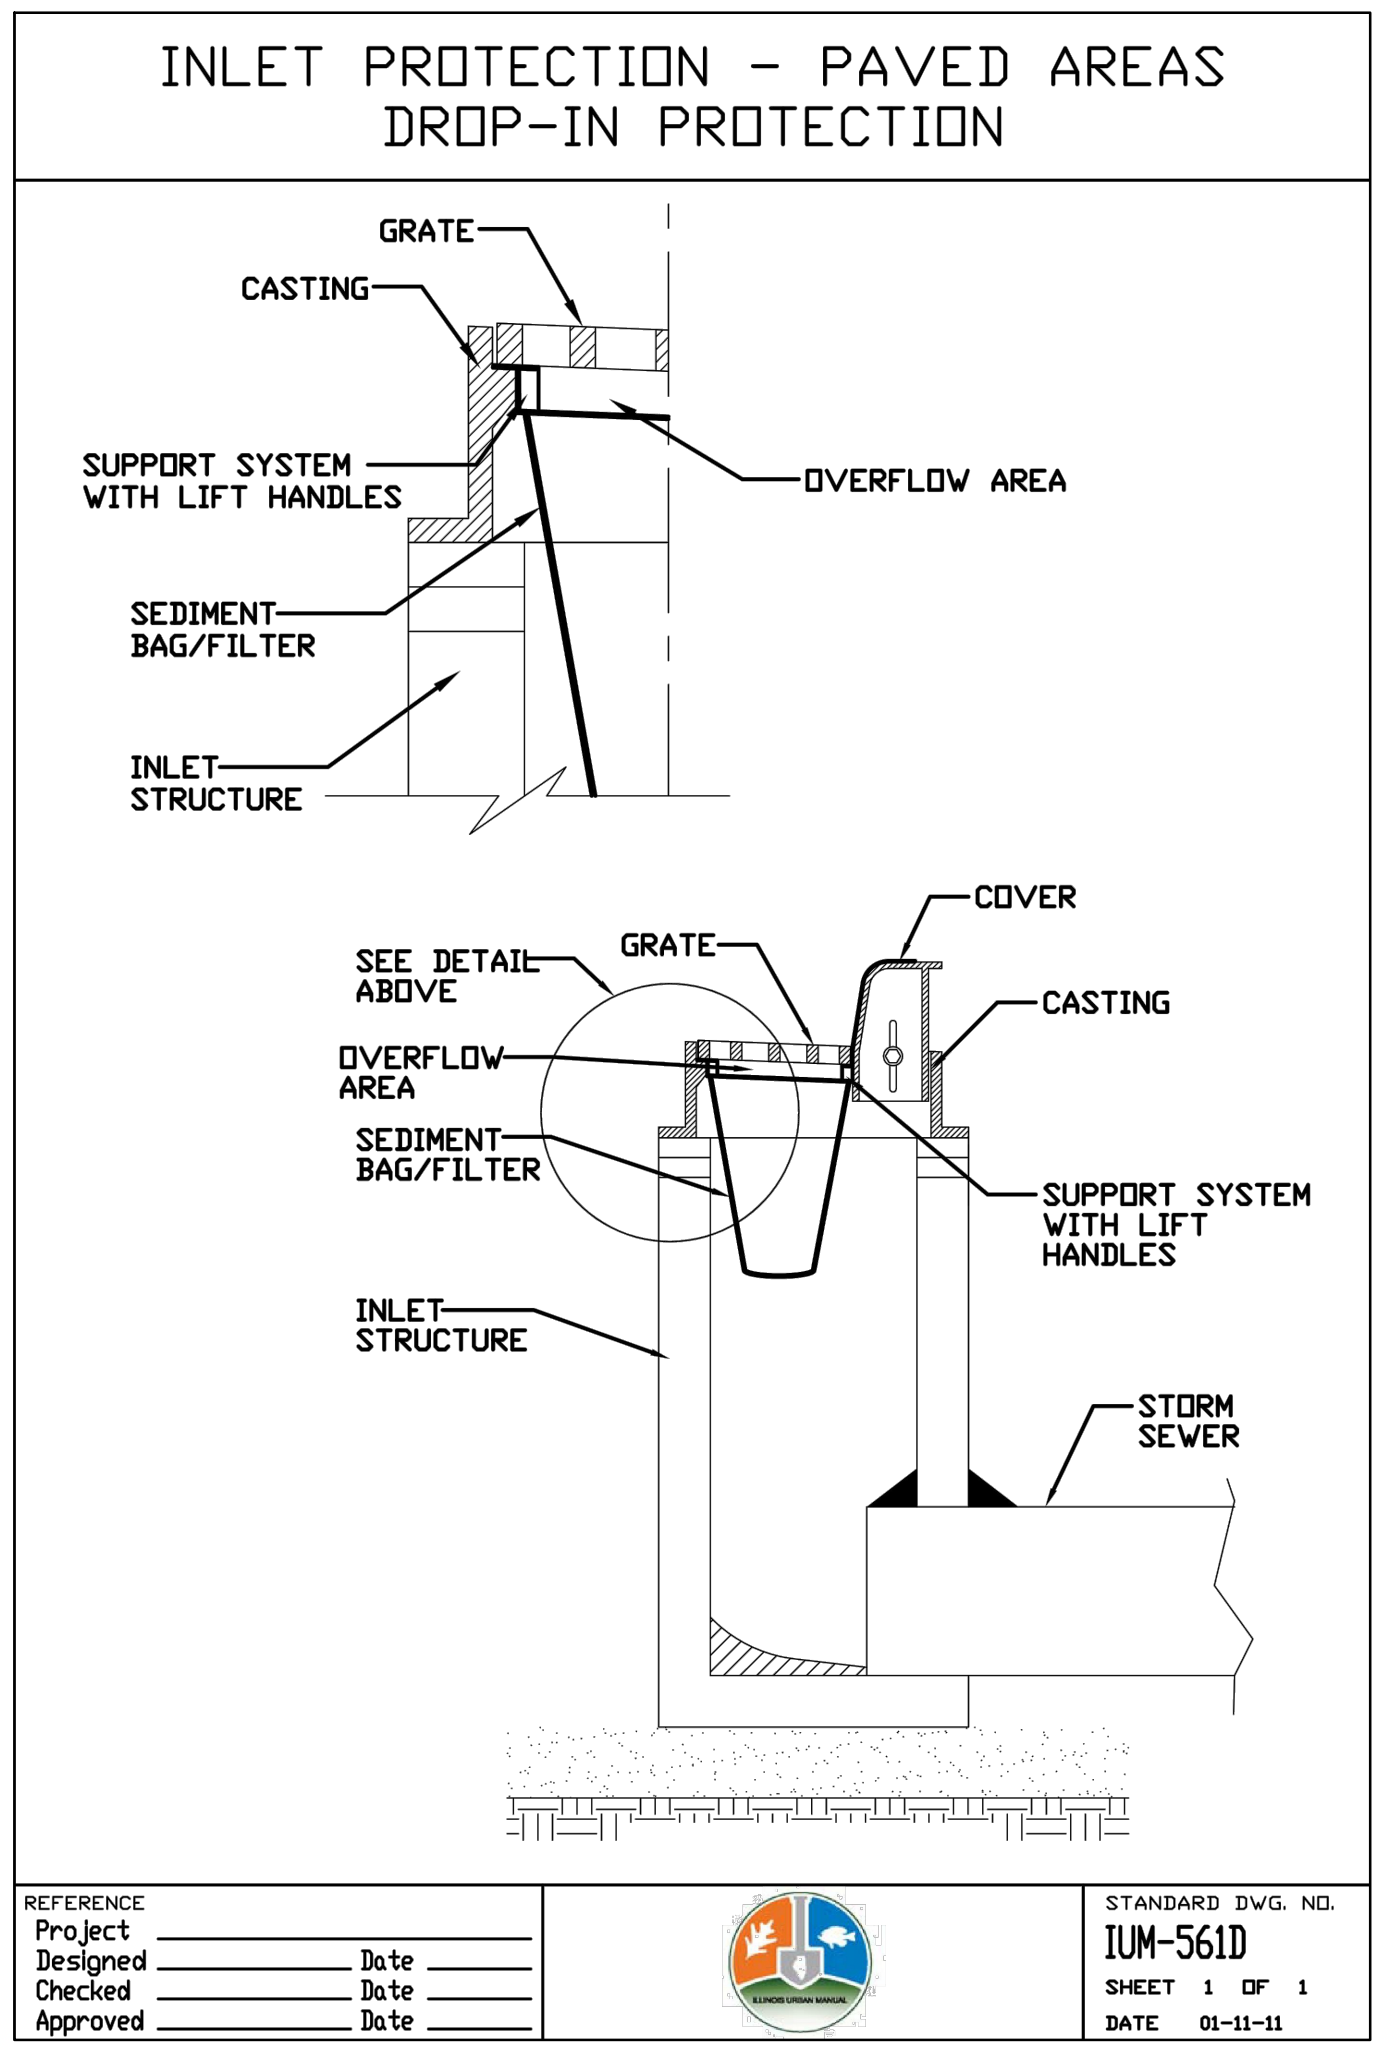 INLET PROTECTION - PAVED AREAS
DROP-IN PROTECTION
GRATE
CASTING
SUPPORT SYSTEM
WITH LIFT HANDLES
OVERFLOW AREA
SEDIMENT
BAG/FILTER
INLET
STRUCTURE
COVER
GRATE
SEE DETAIL
ABOVE
CASTING
OVERFLOW
AREA
SEDIMENT
BAG/FILTER
SUPPORT SYSTEM
WITH LIFT
HANDLES
INLET
STRUCTURE
STORM
SEWER
REFERENCE
Project
Designed Date
Checked Date
Approved Date
ILLINOIS URBAN MANUAL
STANDARD DWG. NO.
IUM-561D
SHEET 1 OF 1
DATE 01-11-11